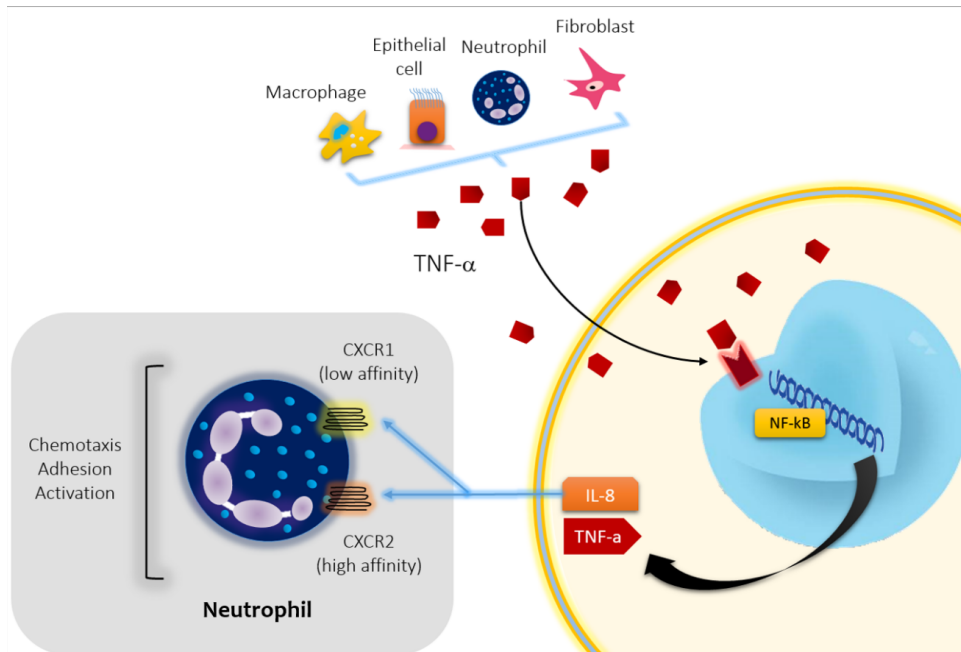 Fibroblast
Neutrophil
Epithelial
cell
Macrophage
TNF-α
CXCR1
(low affinity)
NF-kB
Chemotaxis
Adhesion
Activation
IL-8
TNF-a
CXCR2
(high affinity)
Neutrophil